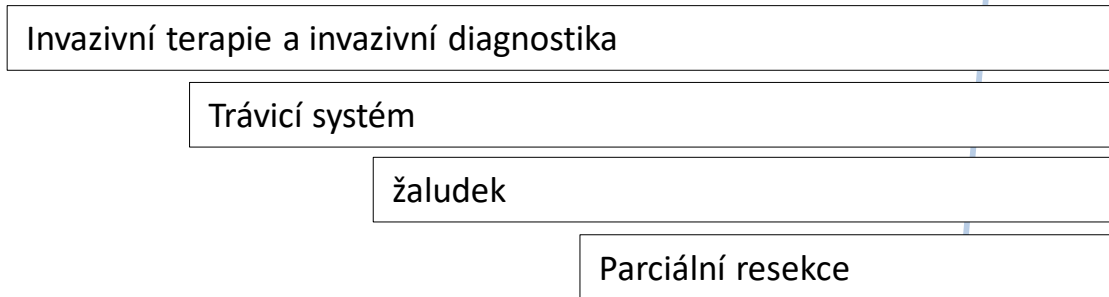 Invazivní terapie a invazivní diagnostika
Trávicí systém
žaludek
Parciální resekce